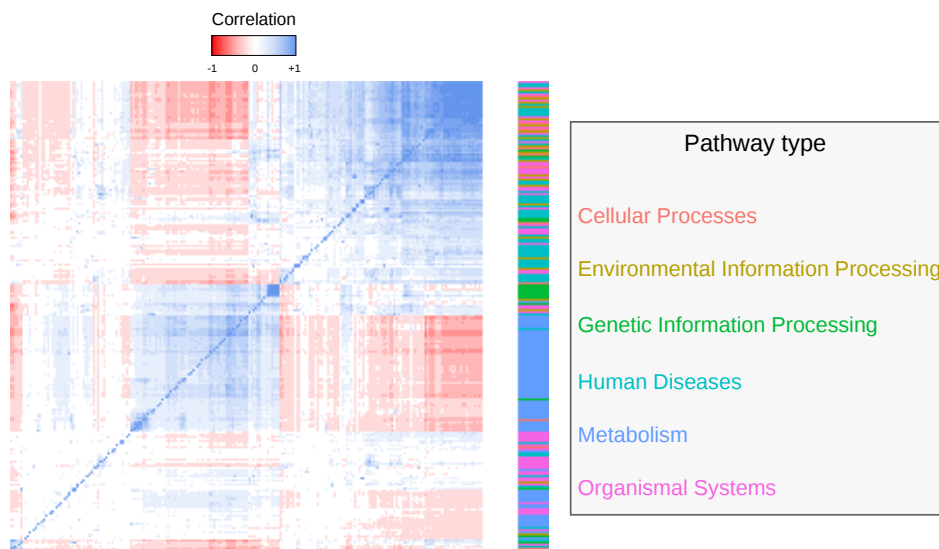 Correlation
-1 0 +1
Pathway type
Cellular Processes
Environmental Information Processing
Genetic Information Processing
Human Diseases
Metabolism
Organismal Systems